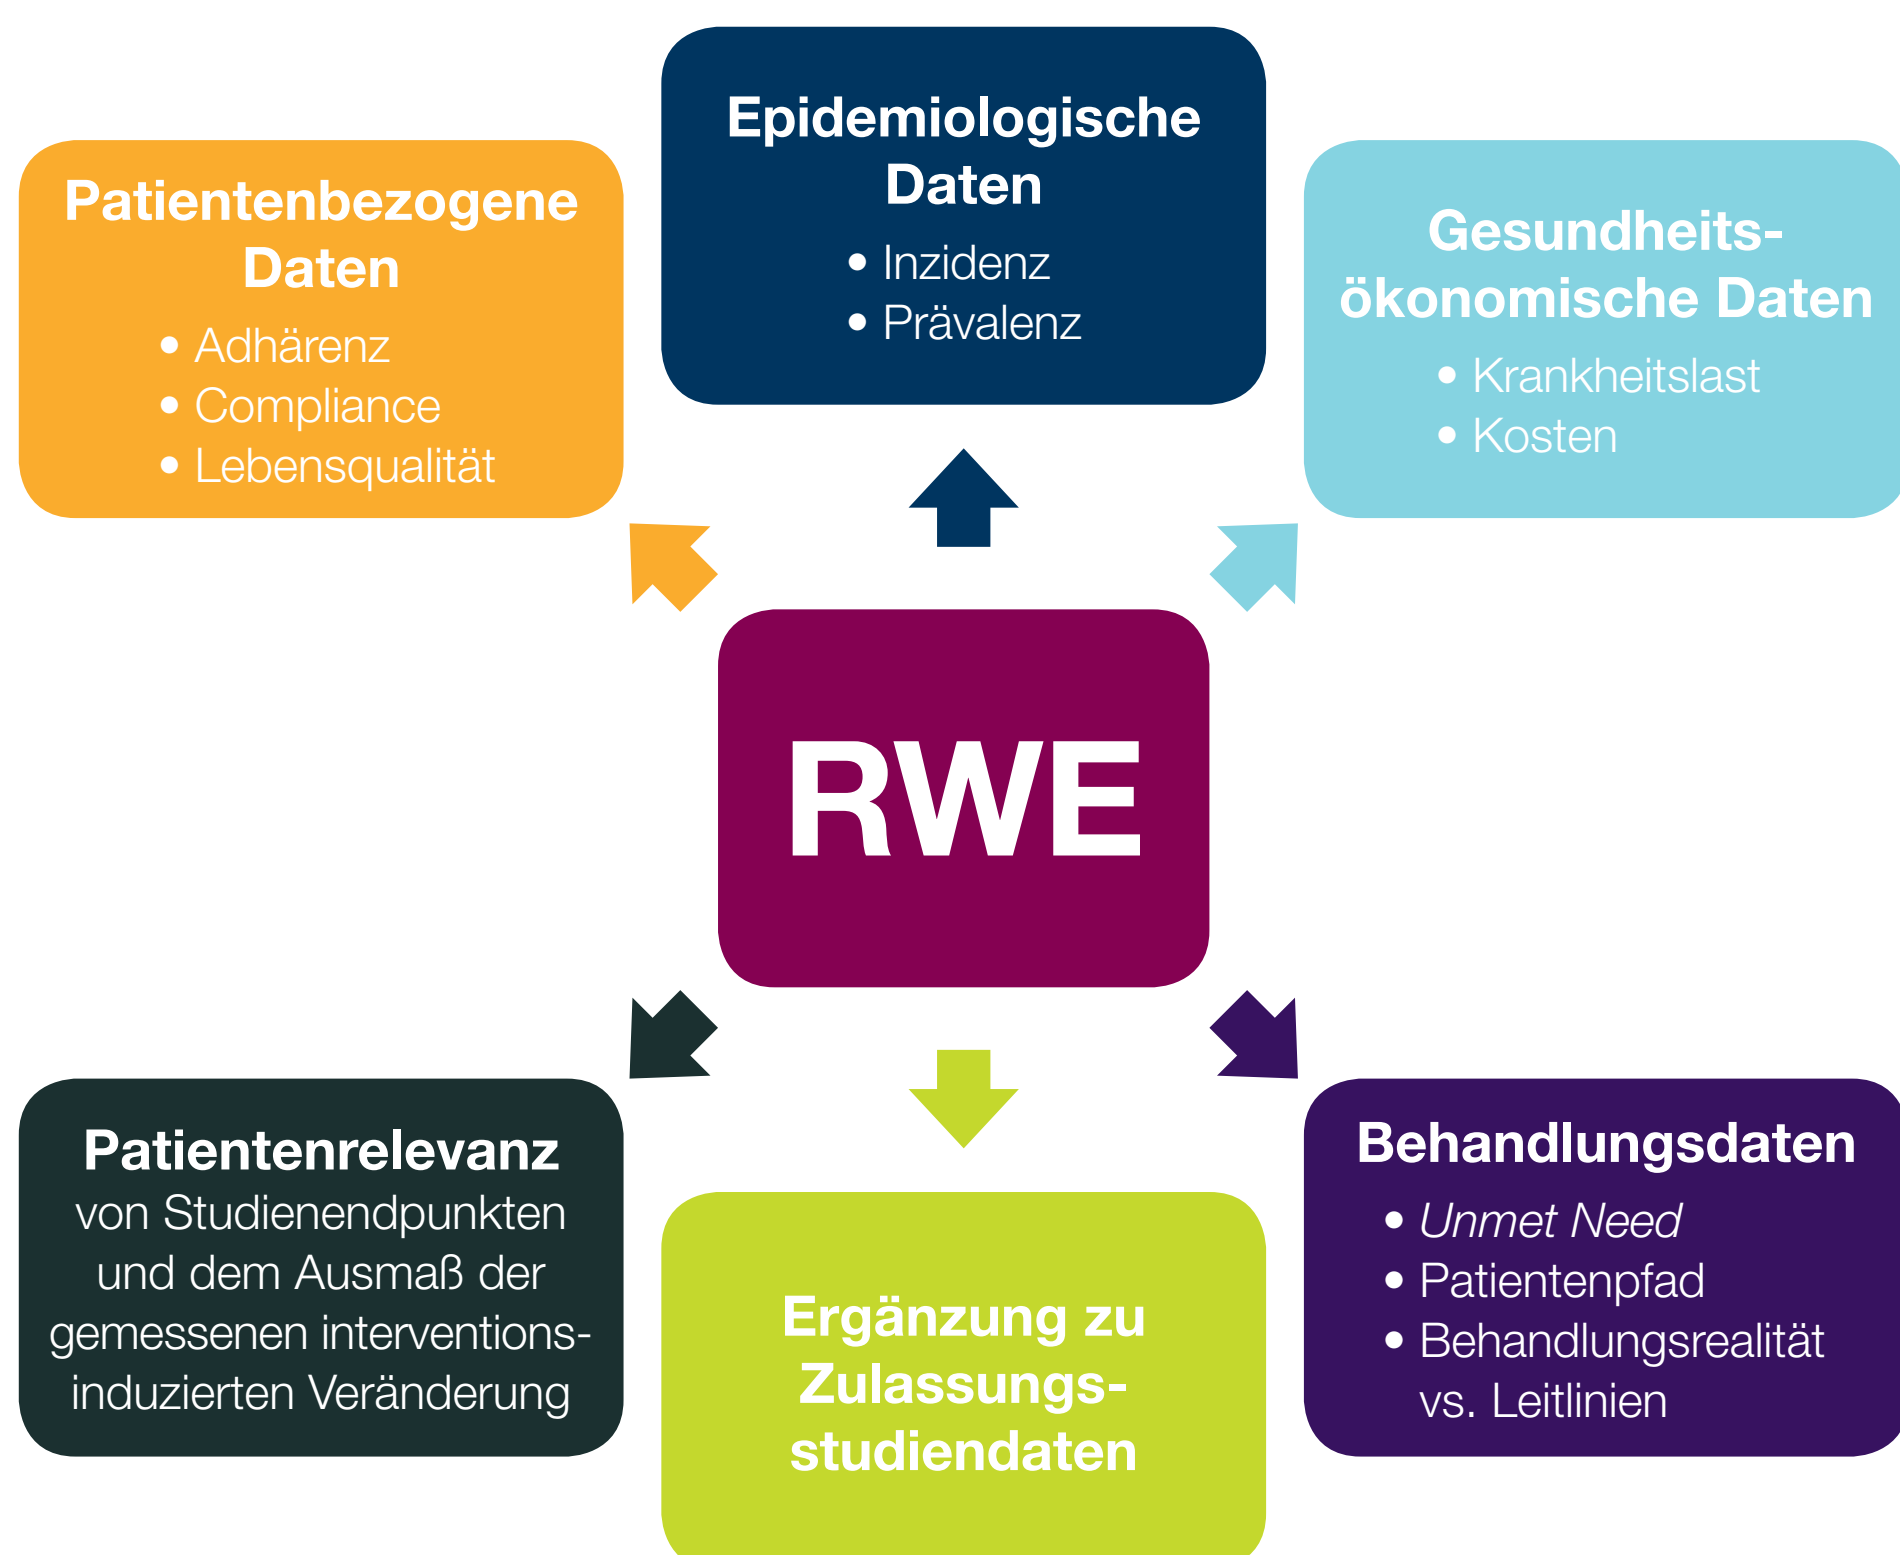 Epidemiologische
Daten
• Inzidenz
• Prävalenz
Patientenbezogene
Daten
• Adhärenz
• Compliance
• Lebensqualität
Gesundheits-
ökonomische Daten
• Krankheitslast
• Kosten
RWE
Patientenrelevanz
von Studienendpunkten
und dem Ausmaß der
gemessenen interventions-
induzierten Veränderung
Ergänzung zu
Zulassungs-
studiendaten
Behandlungsdaten
• Unmet Need
• Patientenpfad
• Behandlungsrealität
vs. Leitlinien